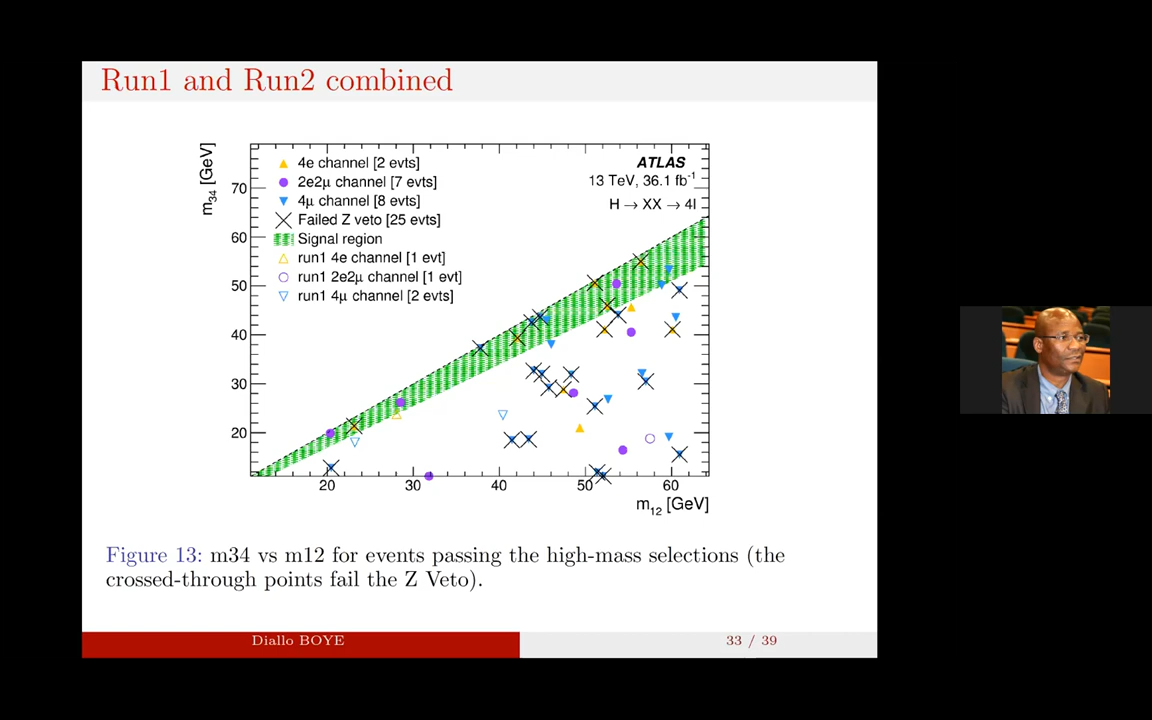 Run1 and Run2 combined
m34 [GeV]
70
60
50
40
30
20
4e channel [2 evts]
2e2μ channel [7 evts]
4μ channel [8 evts]
Failed Z veto [25 evts]
Signal region
run1 4e channel [1 evt]
run1 2e2μ channel [1 evt]
run1 4μ channel [2 evts]
ATLAS
13 TeV, 36.1 fb⁻¹
H → XX → 4l
20 30 40 50 60
m12 [GeV]
Figure 13: m34 vs m12 for events passing the high-mass selections (the
crossed-through points fail the Z Veto).
Diallo BOYE
33 / 39